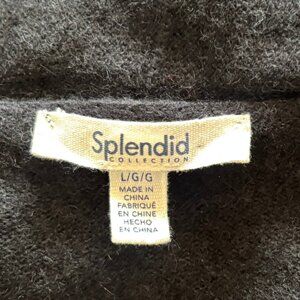 Splendid
COLLECTION
L/G/G
MADE IN
CHINA
FABRIQUÉ
EN CHINE
HECHO
EN CHINA